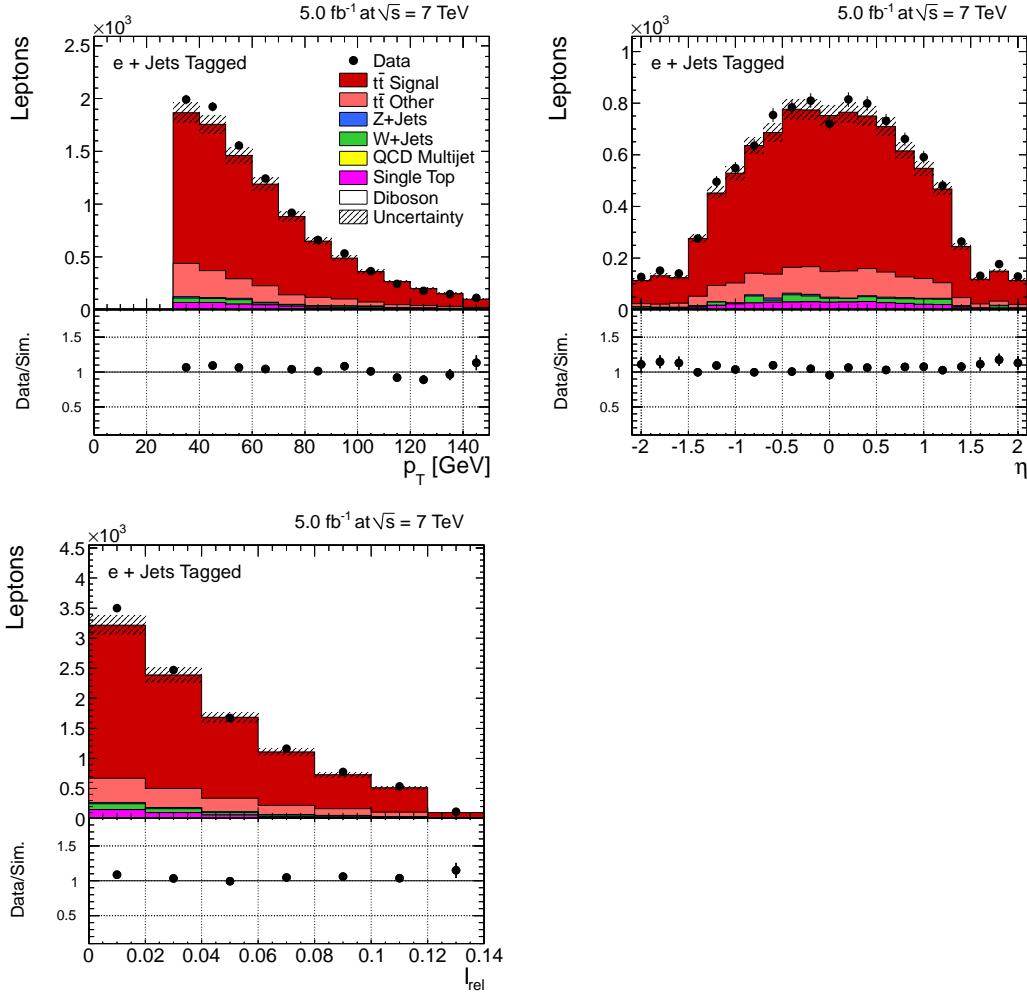 5.0 fb⁻¹ at √s = 7 TeV
×10³
e + Jets Tagged
Leptons
2.5
2
1.5
1
0.5
0
Data
tt̄ Signal
tt̄ Other
Z+Jets
W+Jets
QCD Multijet
Single Top
Diboson
Uncertainty
Data/Sim.
1.5
1
0.5
0 20 40 60 80 100 120 140
p_T [GeV]
5.0 fb⁻¹ at √s = 7 TeV
×10³
e + Jets Tagged
Leptons
1
0.8
0.6
0.4
0.2
0
Data/Sim.
1.5
1
0.5
-2 -1.5 -1 -0.5 0 0.5 1 1.5 2
η
5.0 fb⁻¹ at √s = 7 TeV
×10³
e + Jets Tagged
Leptons
4.5
4
3.5
3
2.5
2
1.5
1
0.5
0
Data/Sim.
1.5
1
0.5
0 0.02 0.04 0.06 0.08 0.1 0.12 0.14
I_rel